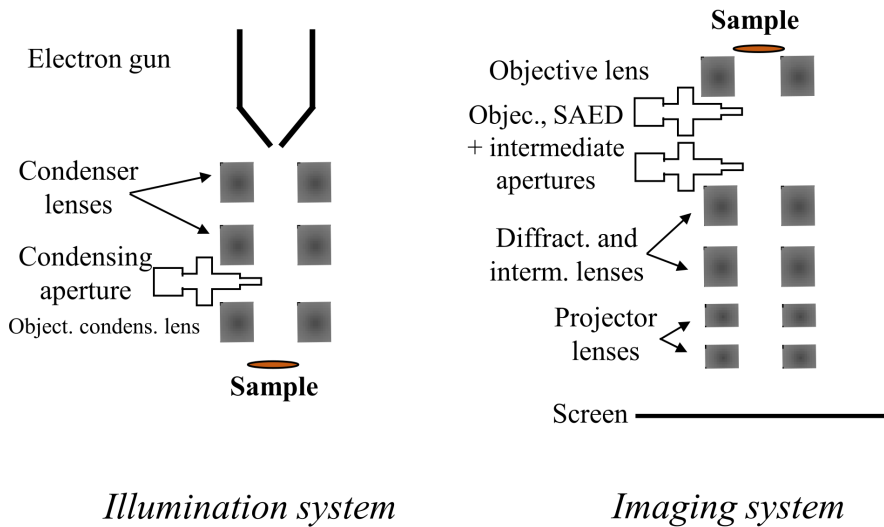 Electron gun
Condenser
lenses
Condensing
aperture
Object. condens. lens
Sample
Illumination system
Sample
Objective lens
Objec., SAED
+ intermediate
apertures
Diffract. and
interm. lenses
Projector
lenses
Screen
Imaging system